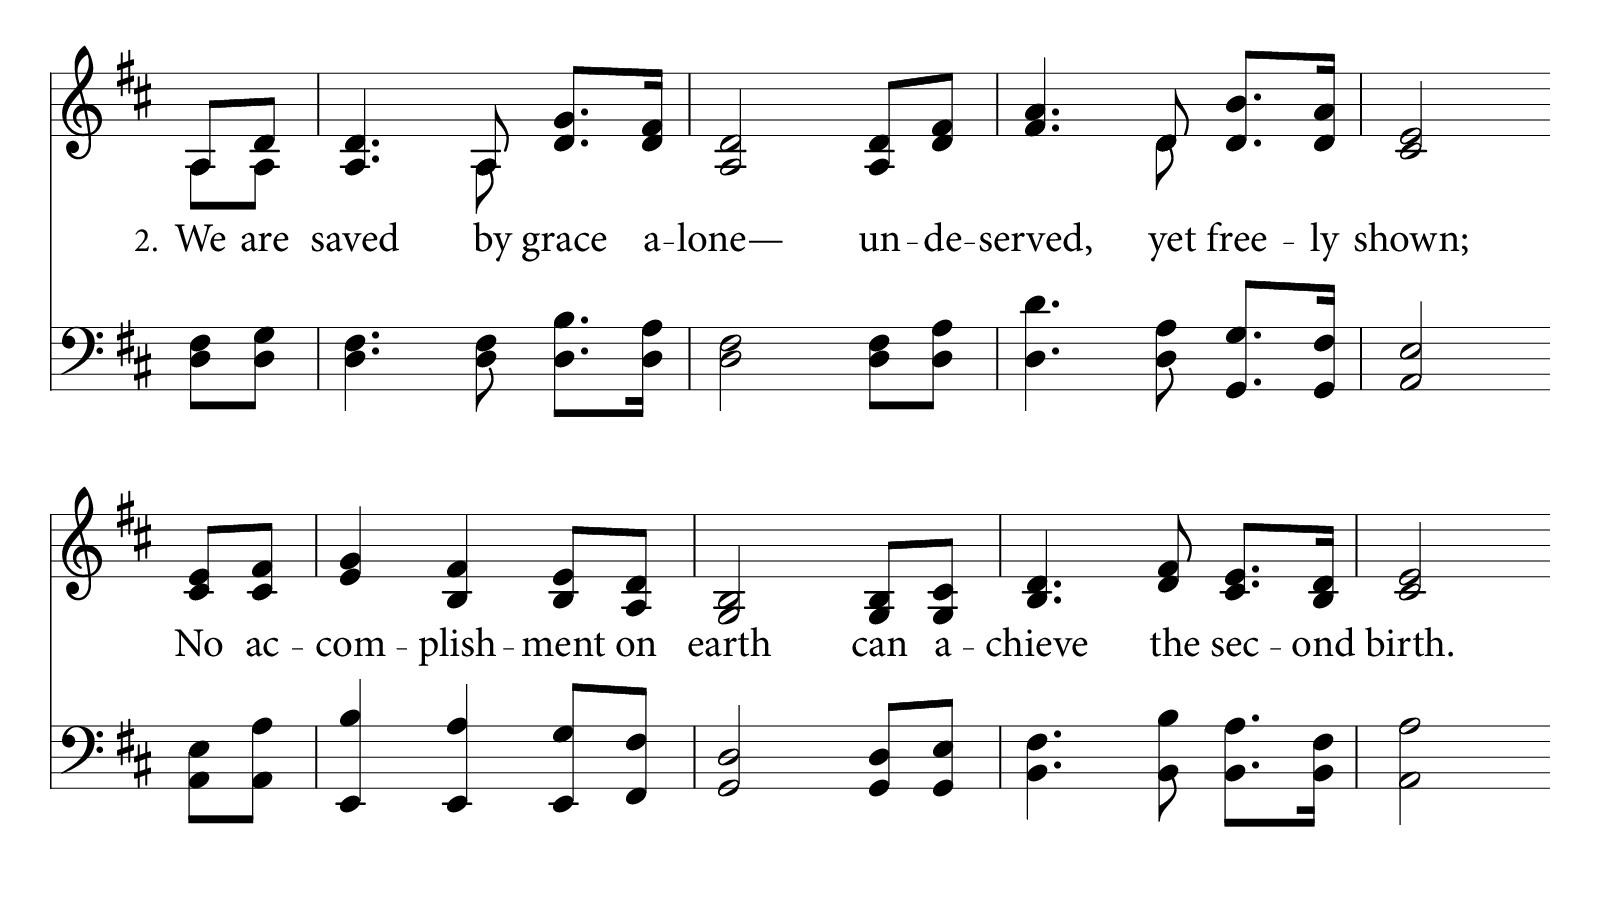 2. We are saved by grace a-lone— un-de-served, yet free - ly shown;
No ac - com - plish - ment on earth can a - chieve the sec - ond birth.